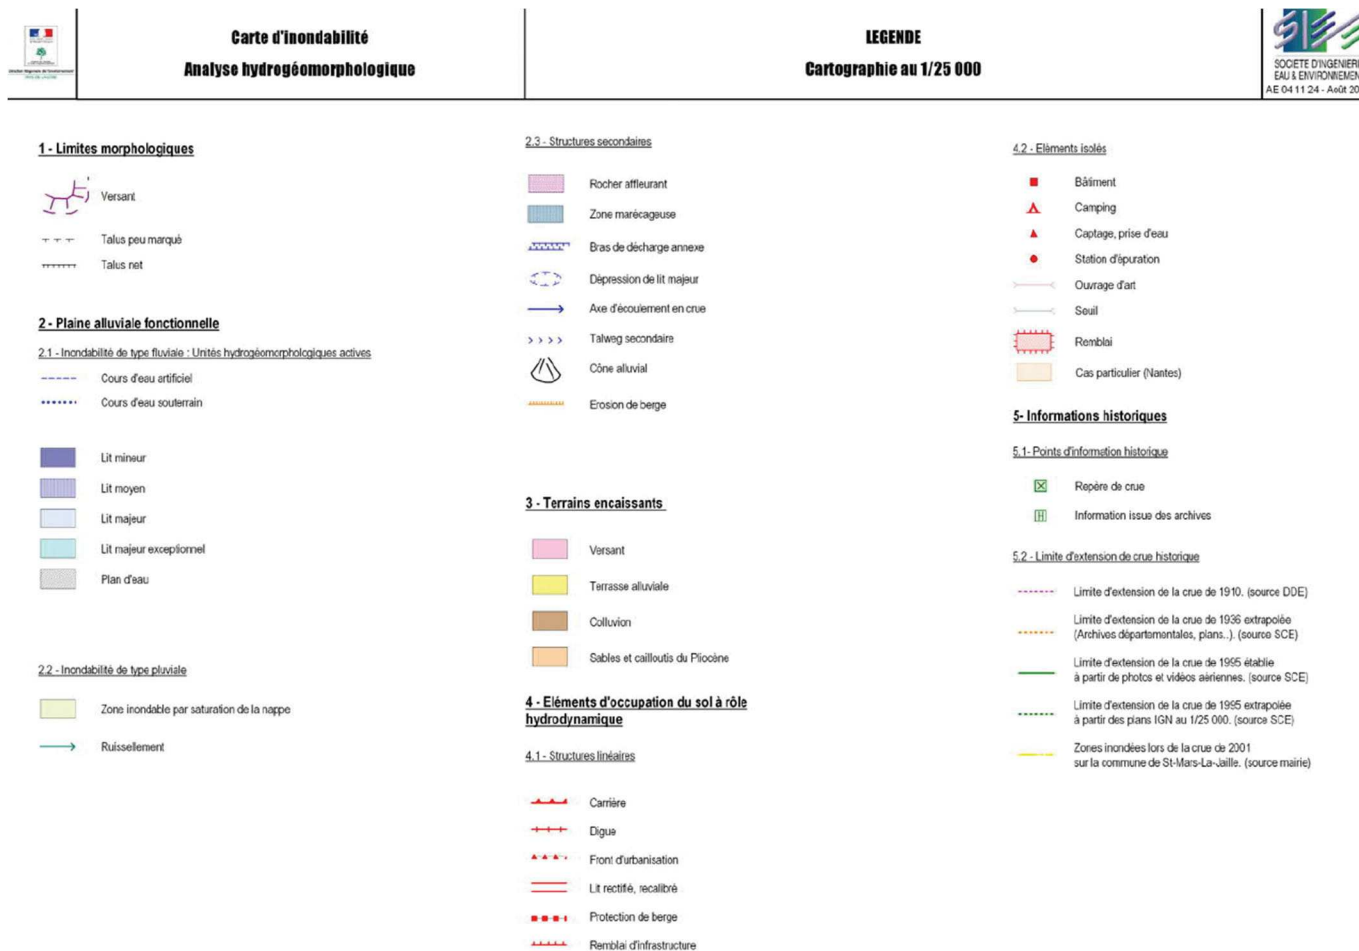 Carte d'inondabilité
Analyse hydrogéomorphologique
LEGENDE
Cartographie au 1/25 000
SOCIETE D'INGENIERIE
EAU & ENVIRONNEMEN
AE 04 11 24 - Août 20
1 - Limites morphologiques
Versant
Talus peu marqué
Talus net
2 - Plaine alluviale fonctionnelle
2.1 - Inondabilité de type fluviale : Unités hydrogéomorphologiques actives
Cours d'eau artificiel
Cours d'eau souterrain
Lit mineur
Lit moyen
Lit majeur
Lit majeur exceptionnel
Plan d'eau
2.2 - Inondabilité de type pluviale
Zone inondable par saturation de la nappe
Ruissellement
2.3 - Structures secondaires
Rocher affleurant
Zone marécageuse
Bras de décharge annexe
Dépression de lit majeur
Axe d'écoulement en crue
Talweg secondaire
Cône alluvial
Erosion de berge
3 - Terrains encaissants
Versant
Terrasse alluviale
Colluvion
Sables et cailloutis du Pliocène
4 - Eléments d'occupation du sol à rôle
hydrodynamique
4.1 - Structures linéaires
Carrière
Digue
Front d'urbanisation
Lit rectifié, recalibré
Protection de berge
Remblai d'infrastructure
4.2 - Eléments isolés
Bâtiment
Camping
Captage, prise d'eau
Station d'épuration
Ouvrage d'art
Seuil
Remblai
Cas particulier (Nantes)
5- Informations historiques
5.1- Points d'information historique
Repère de crue
H
Information issue des archives
5.2 - Limite d'extension de crue historique
Limite d'extension de la crue de 1910. (source DDE)
Limite d'extension de la crue de 1936 extrapolée
(Archives départementales, plans..). (source SCE)
Limite d'extension de la crue de 1995 établie
à partir de photos et vidéos aériennes. (source SCE)
Limite d'extension de la crue de 1995 extrapolée
à partir des plans IGN au 1/25 000. (source SCE)
Zones inondées lors de la crue de 2001
sur la commune de St-Mars-La-Jaille. (source mairie)